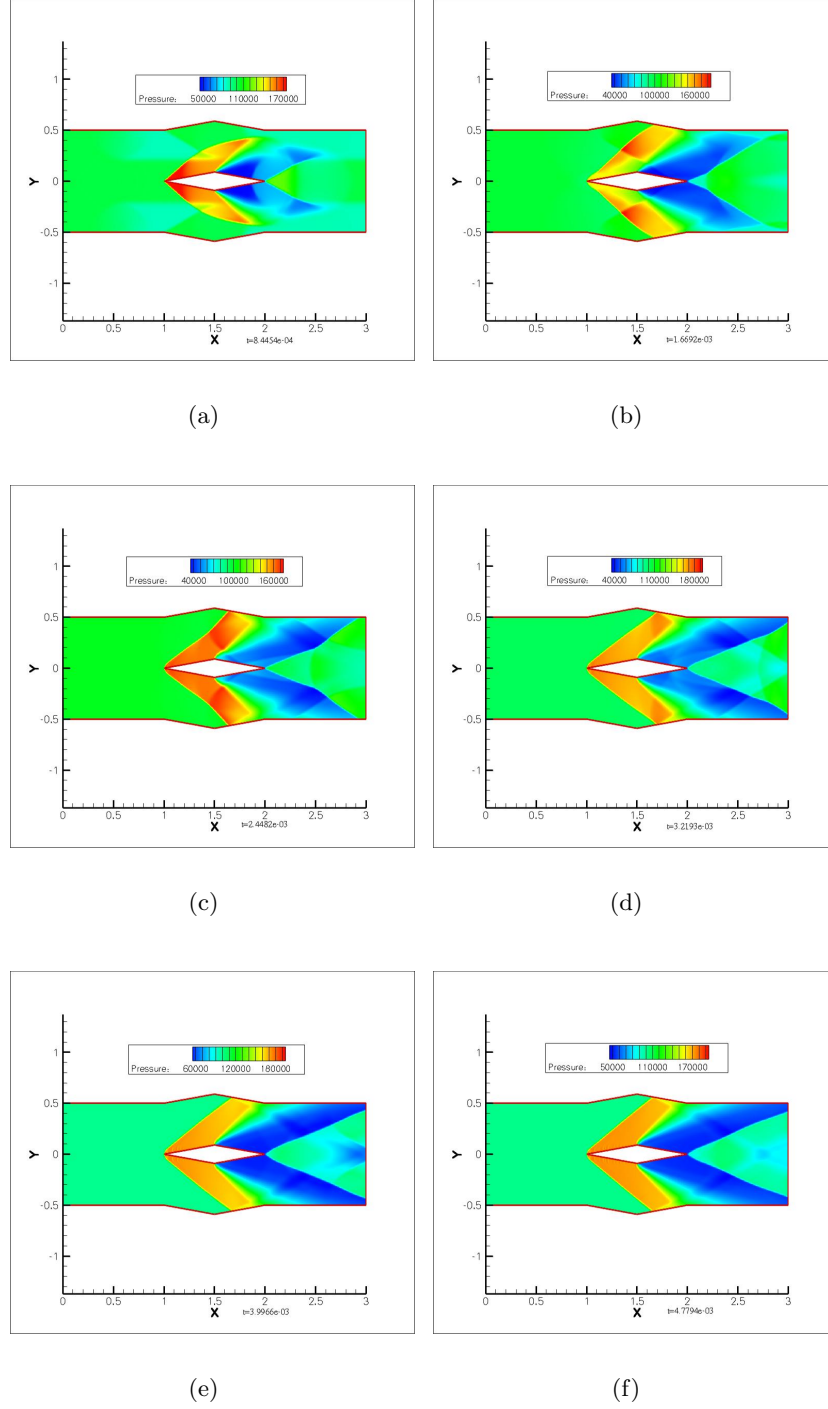 1
0.5
0
-0.5
-1
Y
Pressure: 50000 110000 170000
0 0.5 1 1.5 2 2.5 3
X
t=8.4454e-04
(a)
1
0.5
0
-0.5
-1
Y
Pressure: 40000 100000 160000
0 0.5 1 1.5 2 2.5 3
X
t=1.6692e-03
(b)
1
0.5
0
-0.5
-1
Y
Pressure: 40000 100000 160000
0 0.5 1 1.5 2 2.5 3
X
t=2.4482e-03
(c)
1
0.5
0
-0.5
-1
Y
Pressure: 40000 110000 180000
0 0.5 1 1.5 2 2.5 3
X
t=3.2193e-03
(d)
1
0.5
0
-0.5
-1
Y
Pressure: 60000 120000 180000
0 0.5 1 1.5 2 2.5 3
X
t=3.9966e-03
(e)
1
0.5
0
-0.5
-1
Y
Pressure: 50000 110000 170000
0 0.5 1 1.5 2 2.5 3
X
t=4.7794e-03
(f)